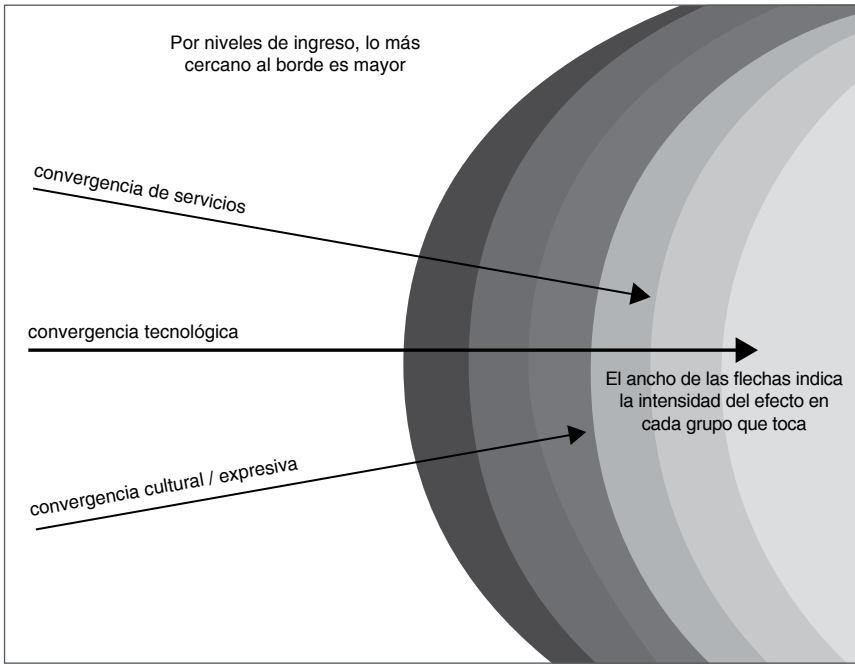 Por niveles de ingreso, lo más
cercano al borde es mayor
convergencia de servicios
convergencia tecnológica
El ancho de las flechas indica
la intensidad del efecto en
cada grupo que toca
convergencia cultural / expresiva